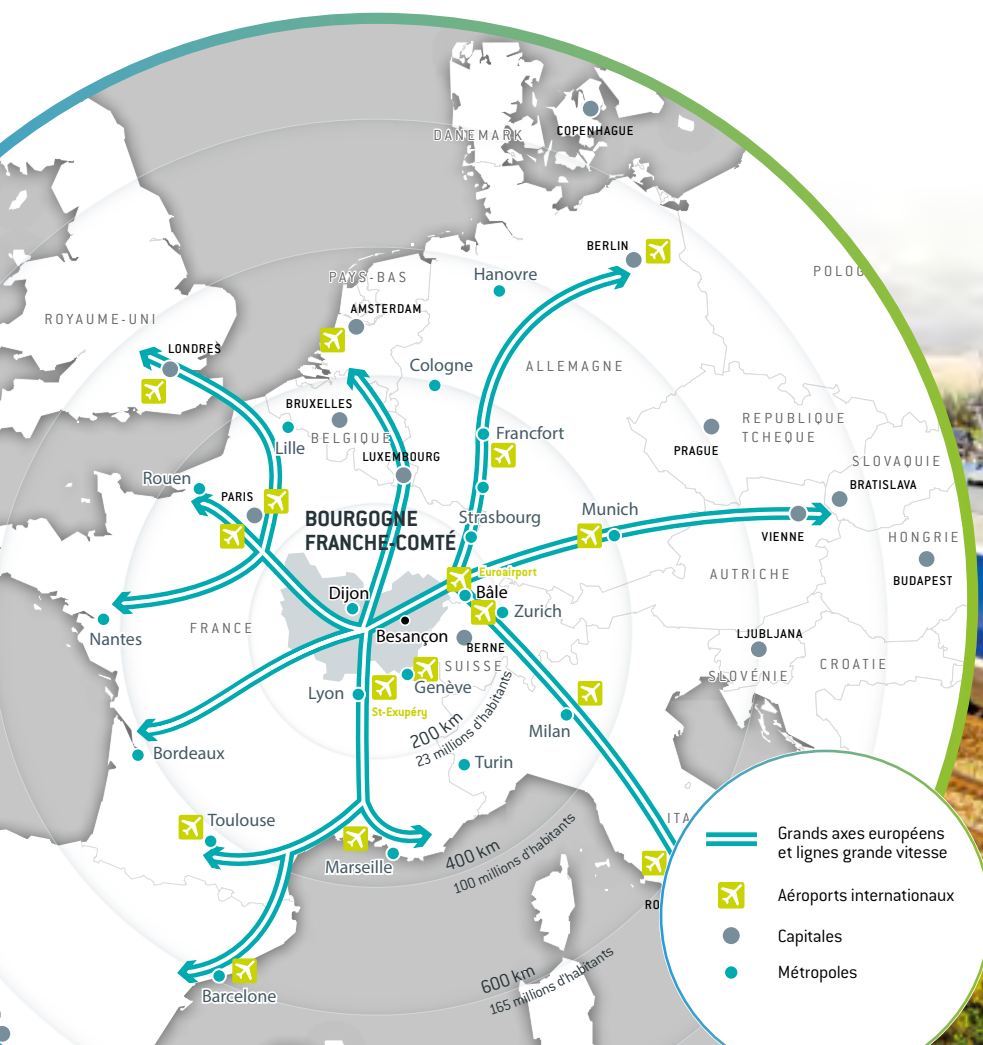 DANEMARK
COPENHAGUE
BERLIN
POLOG
Hanovre
PAYS-BAS
AMSTERDAM
ROYAUME-UNI
LONDRES
Cologne
ALLEMAGNE
BRUXELLES
BELGIQUE
Lille
LUXEMBOURG
Francfort
PRAGUE
REPUBLIQUE
TCHEQUE
SLOVAQUIE
BRATISLAVA
Rouen
PARIS
BOURGOGNE
FRANCHE-COMTÉ
Strasbourg
Munich
VIENNE
HONGRIE
BUDAPEST
Euroairport
AUTRICHE
Dijon
Bâle
Zurich
Nantes
FRANCE
Besançon
BERNE
SUISSE
LJUBLJANA
SLOVÉNIE
CROATIE
Lyon
Genève
St-Exupéry
200 km
23 millions d'habitants
Milan
Bordeaux
Turin
Toulouse
Marseille
400 km
100 millions d'habitants
ITA
RO
600 km
165 millions d'habitants
Barcelone
Grands axes européens
et lignes grande vitesse
Aéroports internationaux
Capitales
Métropoles